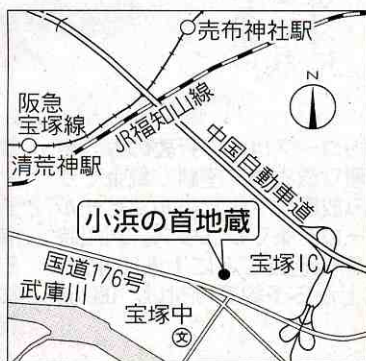 売布神社駅
阪急
宝塚線
JR福知山線
N
清荒神駅
中国自動車道
小浜の首地蔵
国道176号
宝塚IC
武庫川
宝塚中
文